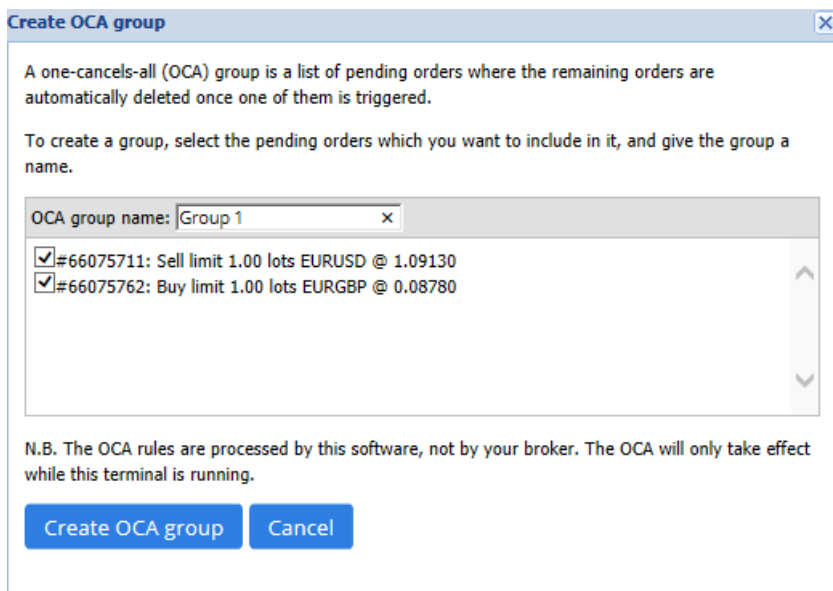 Create OCA group
A one-cancels-all (OCA) group is a list of pending orders where the remaining orders are
automatically deleted once one of them is triggered.
To create a group, select the pending orders which you want to include in it, and give the group a
name.
OCA group name: Group 1
#66075711: Sell limit 1.00 lots EURUSD @ 1.09130
#66075762: Buy limit 1.00 lots EURGBP @ 0.08780
N.B. The OCA rules are processed by this software, not by your broker. The OCA will only take effect
while this terminal is running.
Create OCA group Cancel